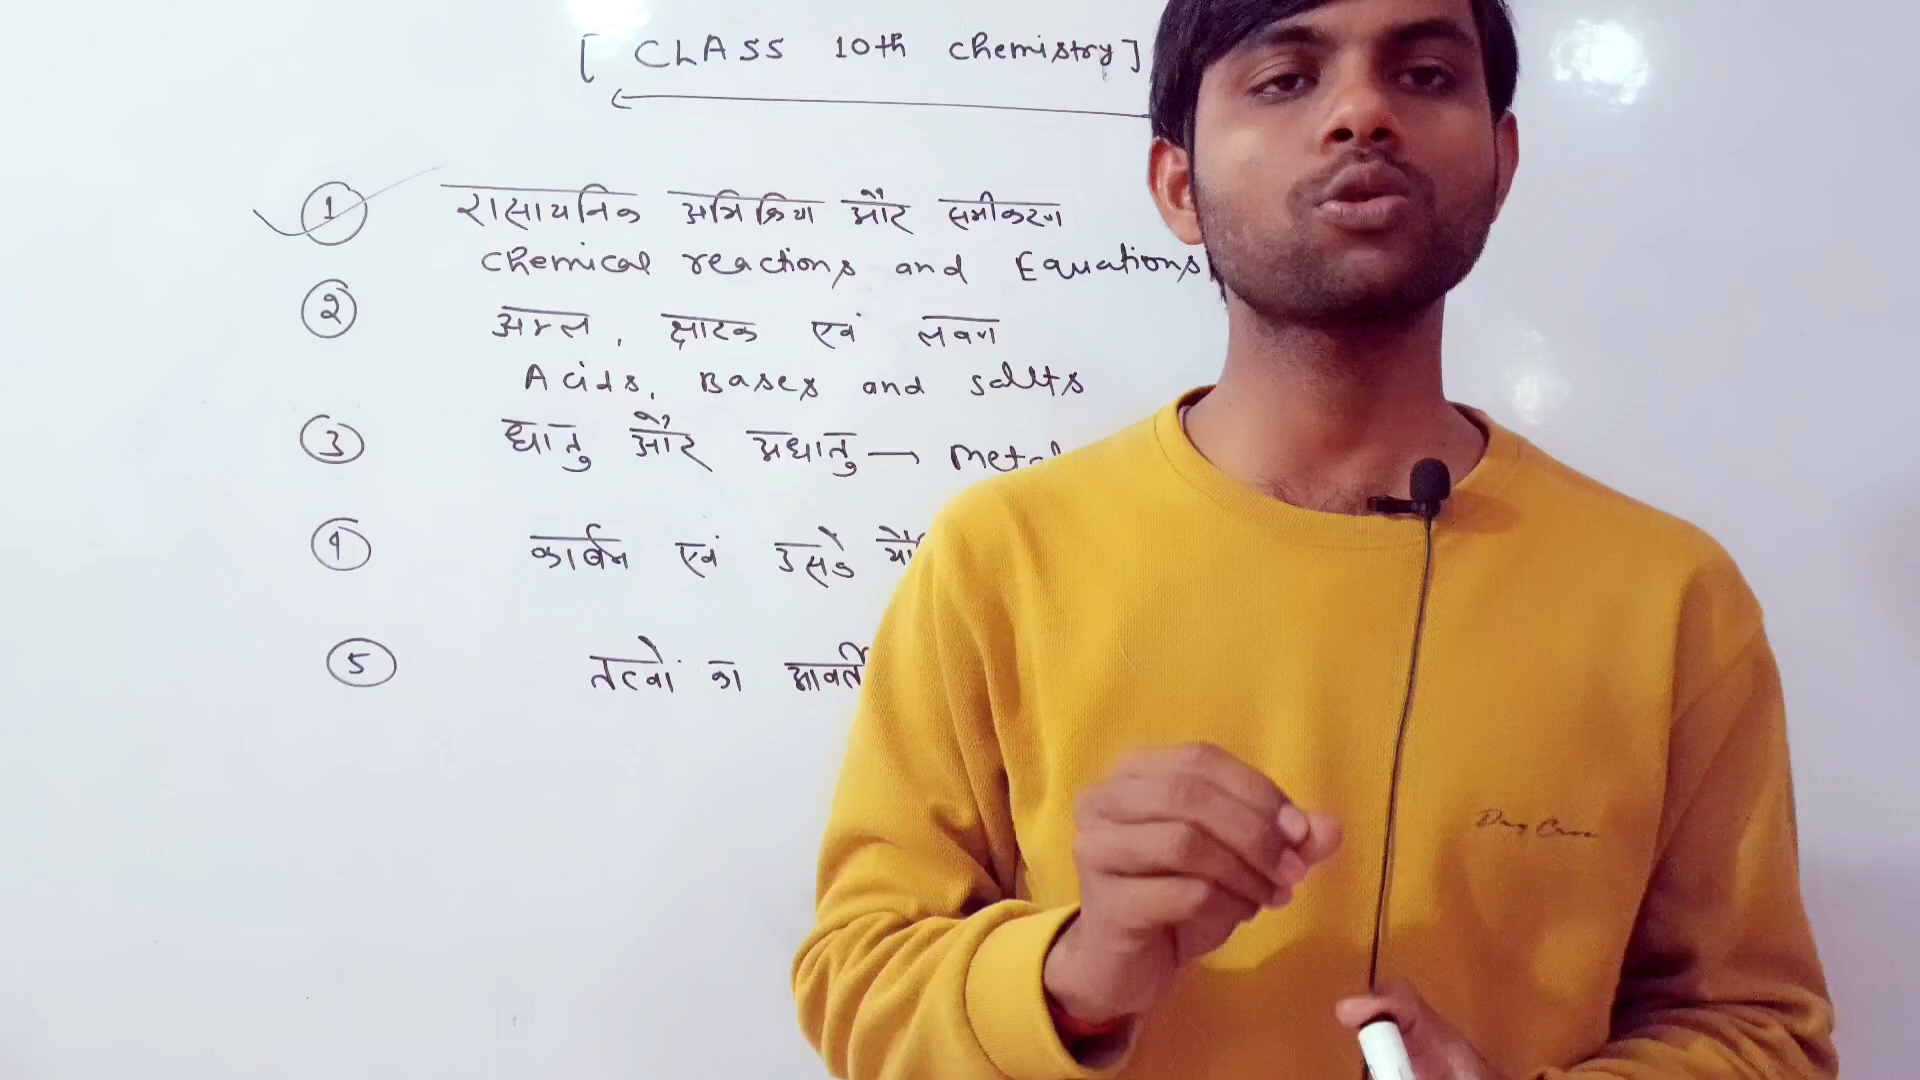 [ CLASS 10th chemistry ]
1 रासायनिक अभिक्रिया और समीकरण
chemical reactions and Equations
2 अम्ल, क्षारक एवं लवण
Acids, Bases and Salts
3 धातु और अधातु → metal
4 कार्बन एवं उसके यौ
5 तत्वों का आवर्त